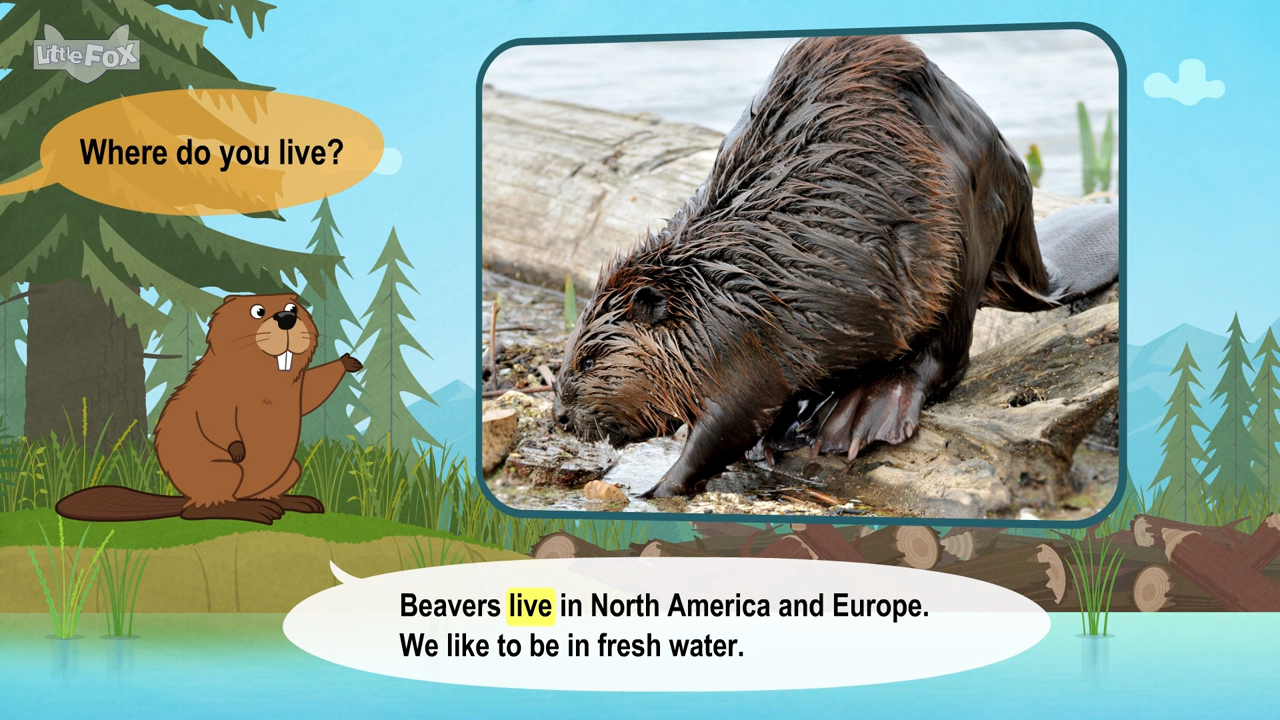 Little Fox
Where do you live?
Beavers live in North America and Europe.
We like to be in fresh water.